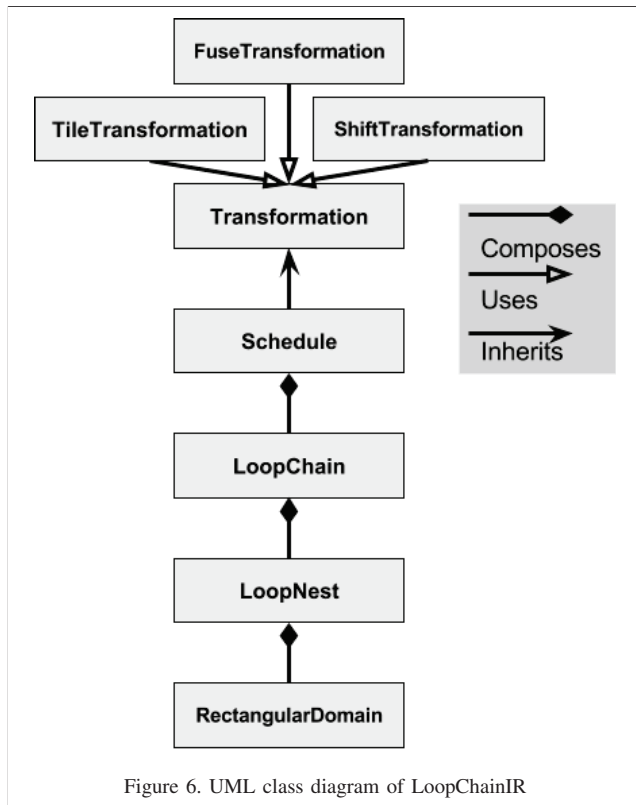 FuseTransformation
TileTransformation
ShiftTransformation
Transformation
Schedule
LoopChain
LoopNest
RectangularDomain
Composes
Uses
Inherits
Figure 6. UML class diagram of LoopChainIR